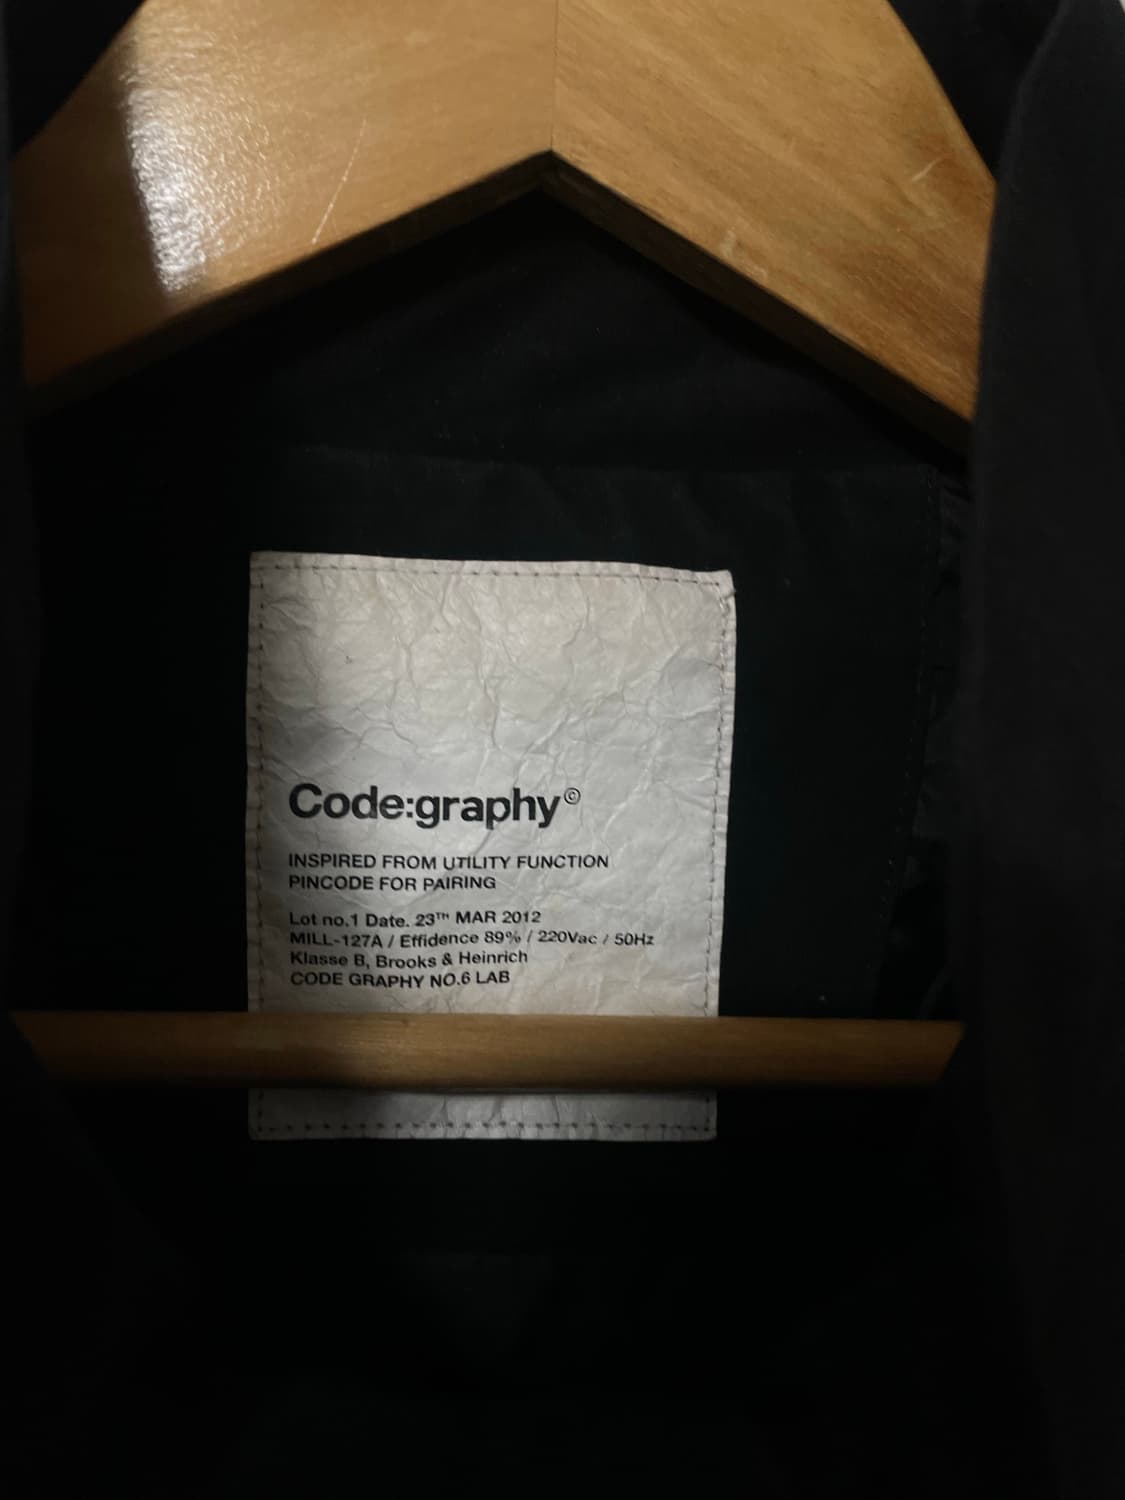 Code:graphy©
INSPIRED FROM UTILITY FUNCTION
PINCODE FOR PAIRING
Lot no.1 Date. 23TH MAR 2012
MILL-127A / Effidence 89% / 220Vac / 50Hz
Klasse B, Brooks & Heinrich
CODE GRAPHY NO.6 LAB